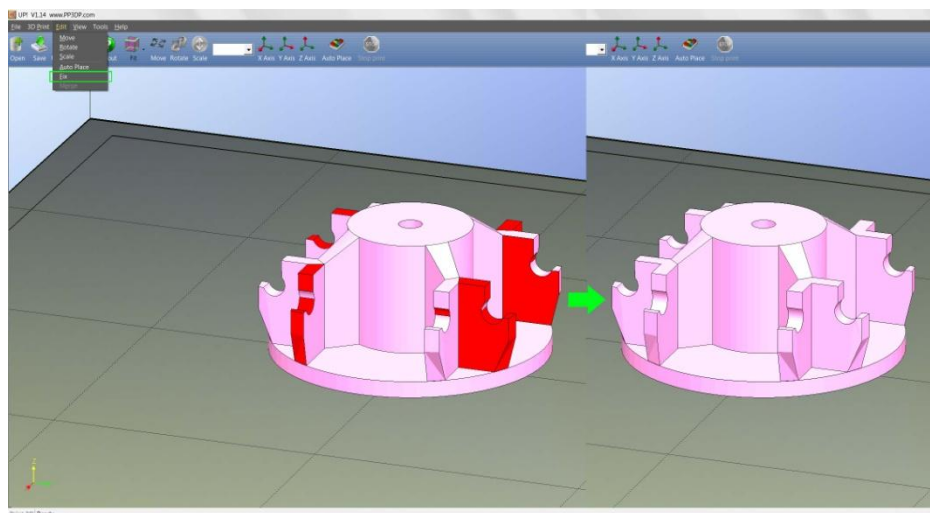 UP! V1.14 www.PP3DP.com
File 3D Print Edit View Tools Help
Move
Rotate
Scale
Auto Place
Fix
Open Save
Fix Move Rotate Scale X Axis Y Axis Z Axis Auto Place Stop print
X Axis Y Axis Z Axis Auto Place Stop print
Z